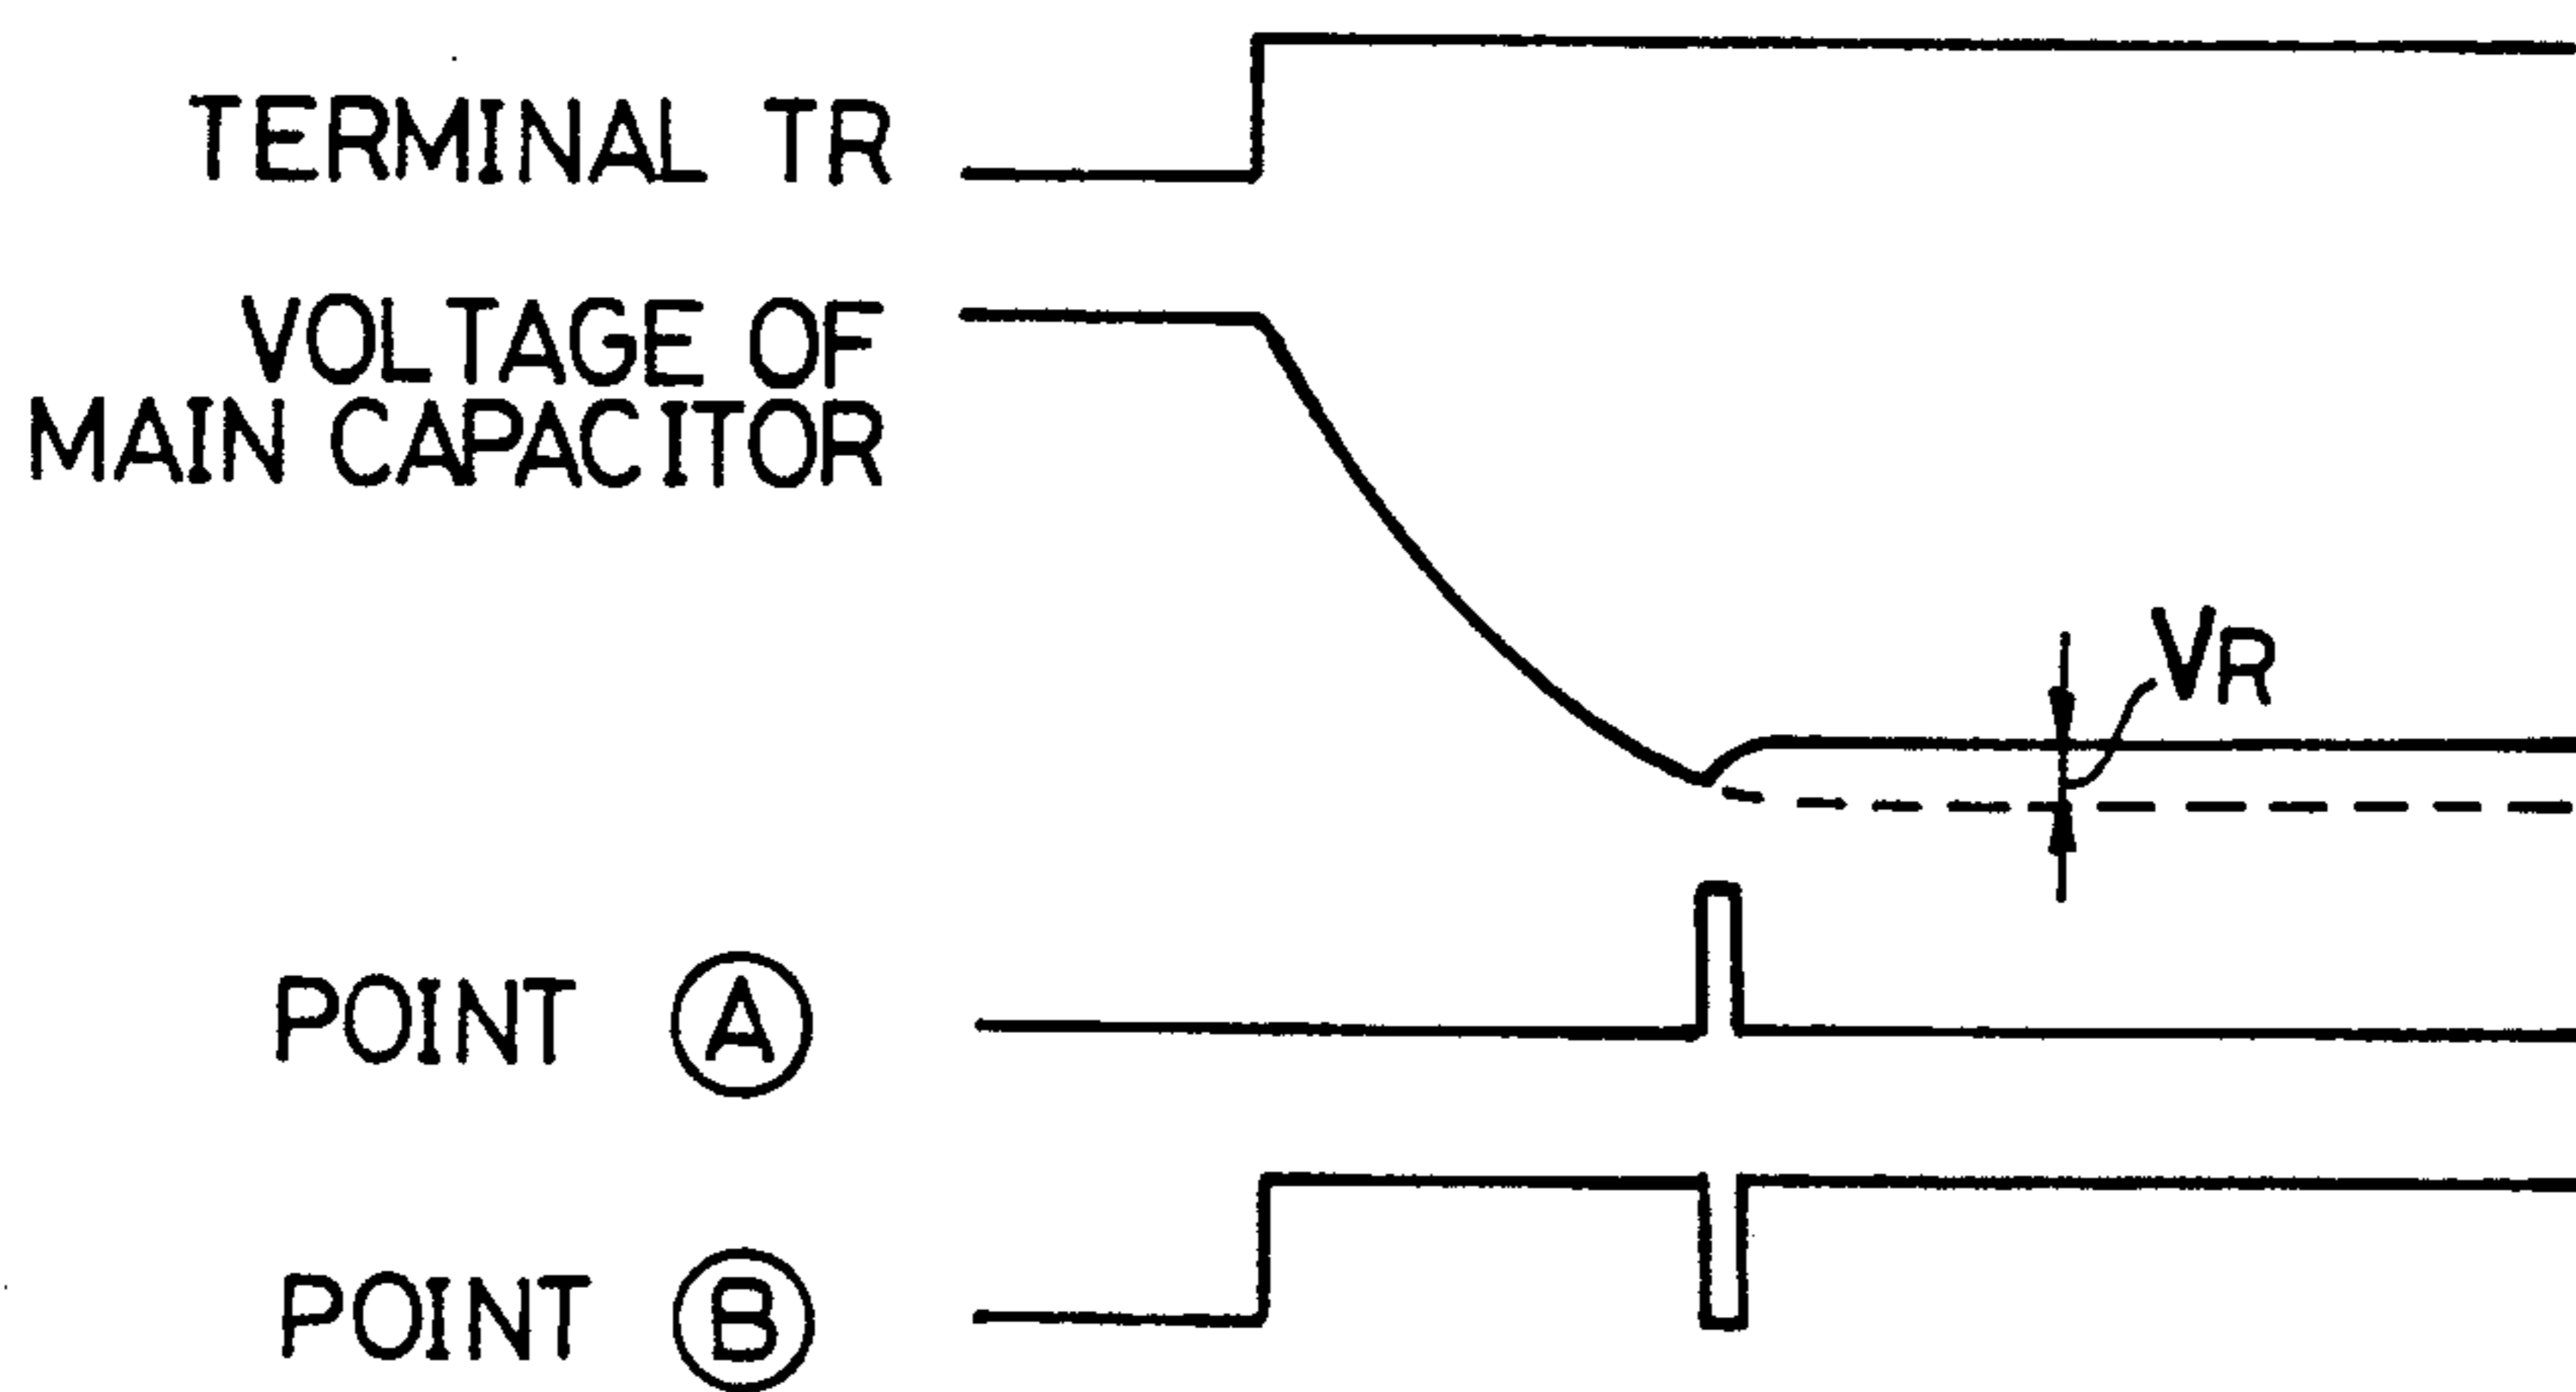 TERMINAL TR
VOLTAGE OF
MAIN CAPACITOR
VR
POINT Ⓐ
POINT Ⓑ